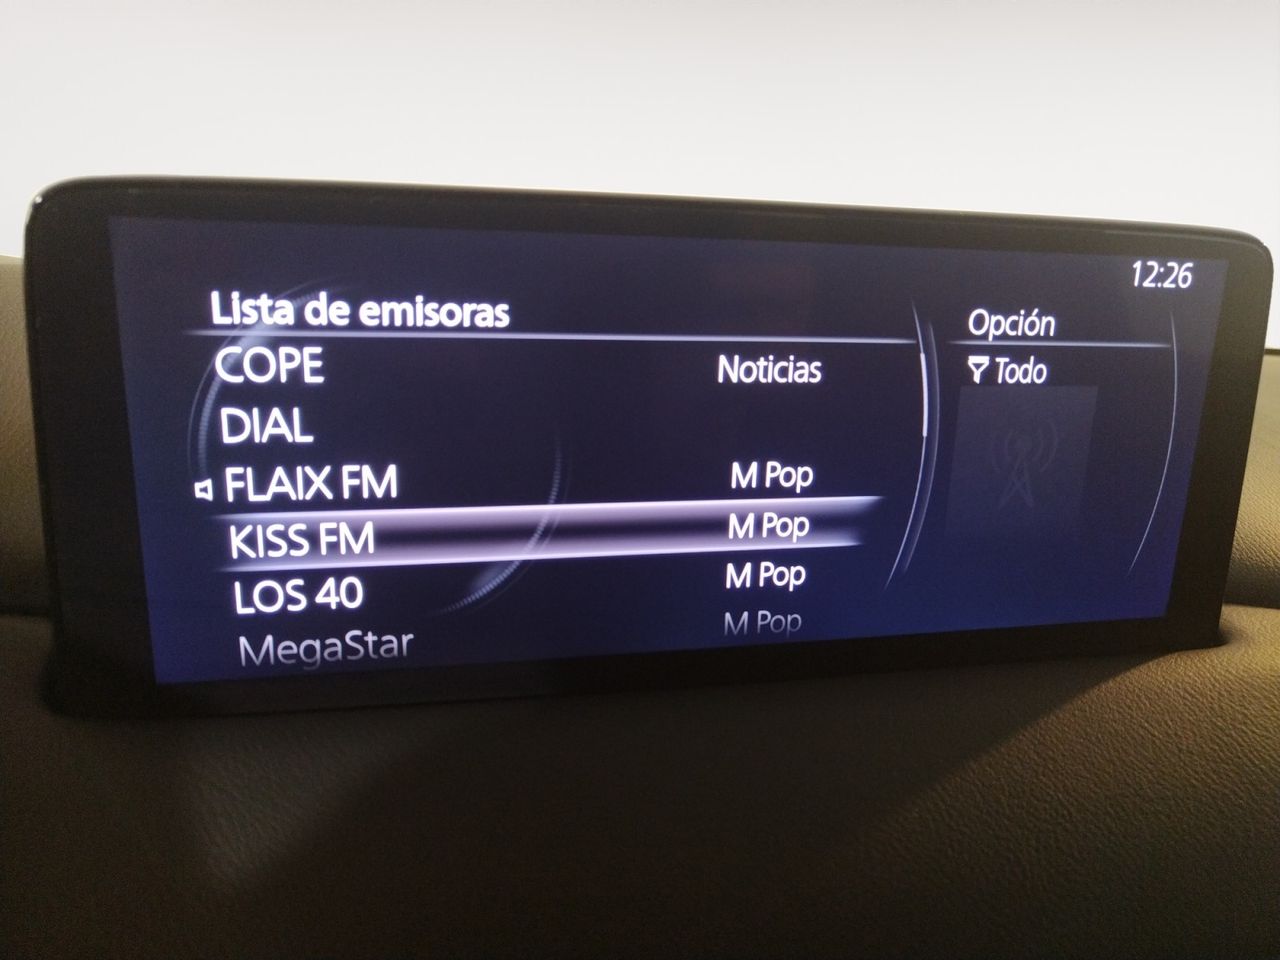 12:26
Lista de emisoras
Opción
COPE Noticias
Todo
DIAL
FLAIX FM M Pop
KISS FM M Pop
LOS 40 M Pop
MegaStar M Pop